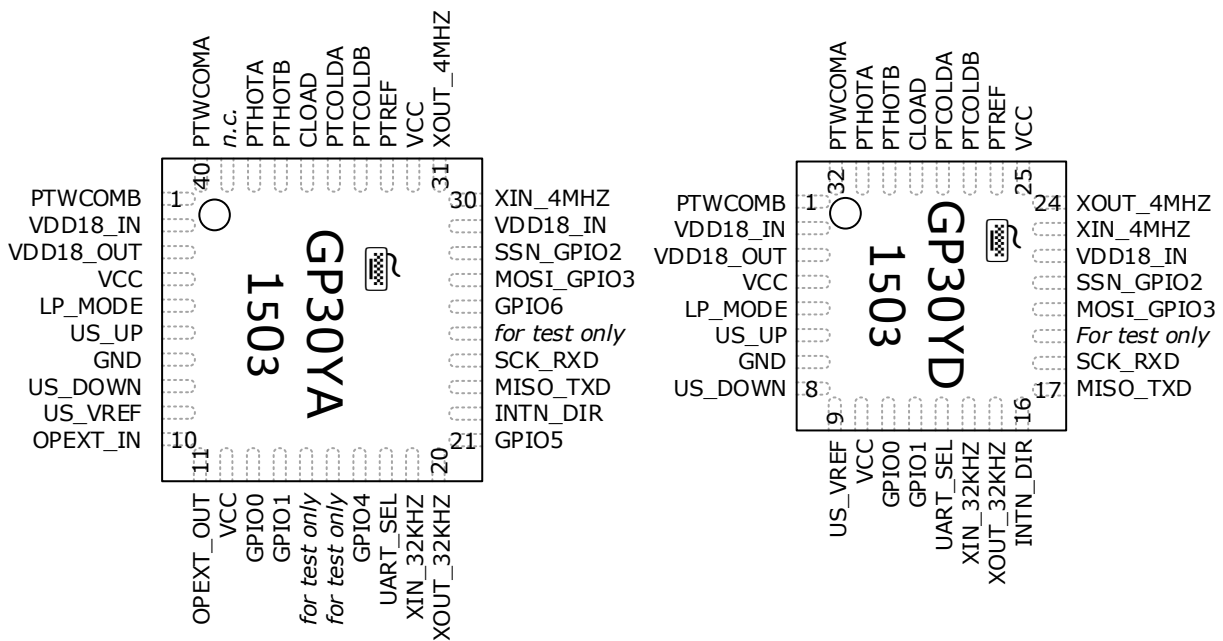 PTWCOMA
n.c.
PTHOTA
PTHOTB
CLOAD
PTCOLDA
PTCOLDB
PTREF
VCC
XOUT_4MHZ
40
31
PTWCOMB
VDD18_IN
VDD18_OUT
VCC
LP_MODE
US_UP
GND
US_DOWN
US_VREF
OPEXT_IN
1
10
GP30YA
1503
30
21
XIN_4MHZ
VDD18_IN
SSN_GPIO2
MOSI_GPIO3
GPIO6
for test only
SCK_RXD
MISO_TXD
INTN_DIR
GPIO5
11
20
OPEXT_OUT
VCC
GPIO0
GPIO1
for test only
for test only
GPIO4
UART_SEL
XIN_32KHZ
XOUT_32KHZ
PTWCOMA
PTHOTA
PTHOTB
CLOAD
PTCOLDA
PTCOLDB
PTREF
VCC
32
25
PTWCOMB
VDD18_IN
VDD18_OUT
VCC
LP_MODE
US_UP
GND
US_DOWN
1
8
GP30YD
1503
24
17
XOUT_4MHZ
XIN_4MHZ
VDD18_IN
SSN_GPIO2
MOSI_GPIO3
For test only
SCK_RXD
MISO_TXD
9
16
US_VREF
VCC
GPIO0
GPIO1
UART_SEL
XIN_32KHZ
XOUT_32KHZ
INTN_DIR